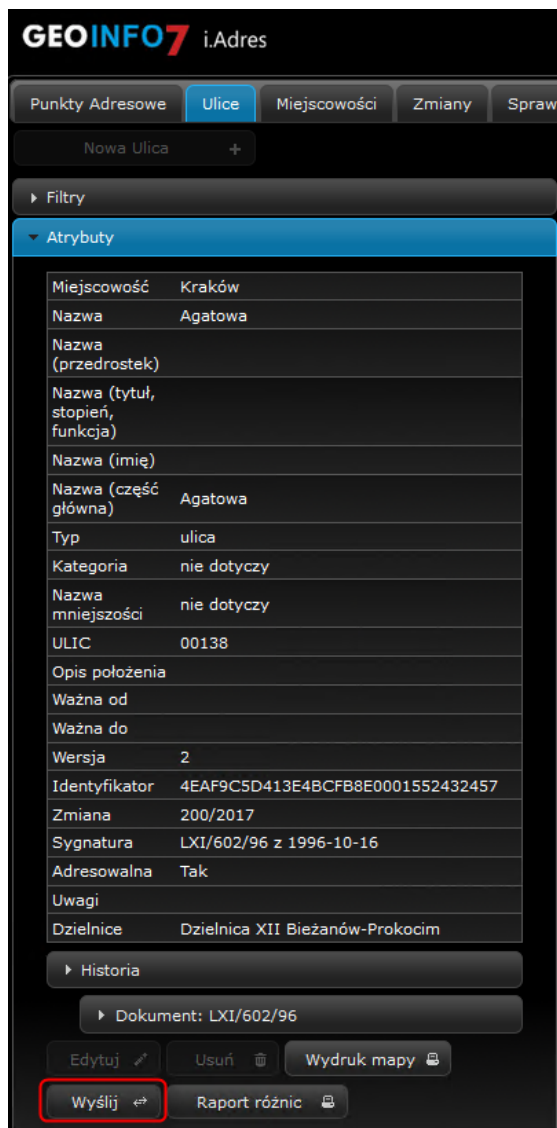 GEOINFO7 i.Adres
Punkty Adresowe Ulice Miejscowości Zmiany Spraw
Nowa Ulica +
Filtry
Atrybuty
Miejscowość Kraków
Nazwa Agatowa
Nazwa
(przedrostek)
Nazwa (tytuł,
stopień,
funkcja)
Nazwa (imię)
Nazwa (część
główna) Agatowa
Typ ulica
Kategoria nie dotyczy
Nazwa
mniejszości nie dotyczy
ULIC 00138
Opis położenia
Ważna od
Ważna do
Wersja 2
Identyfikator 4EAF9C5D413E4BCFB8E0001552432457
Zmiana 200/2017
Sygnatura LXI/602/96 z 1996-10-16
Adresowalna Tak
Uwagi
Dzielnice Dzielnica XII Bieżanów-Prokocim
Historia
Dokument: LXI/602/96
Edytuj Usuń Wydruk mapy
Wyślij Raport różnic